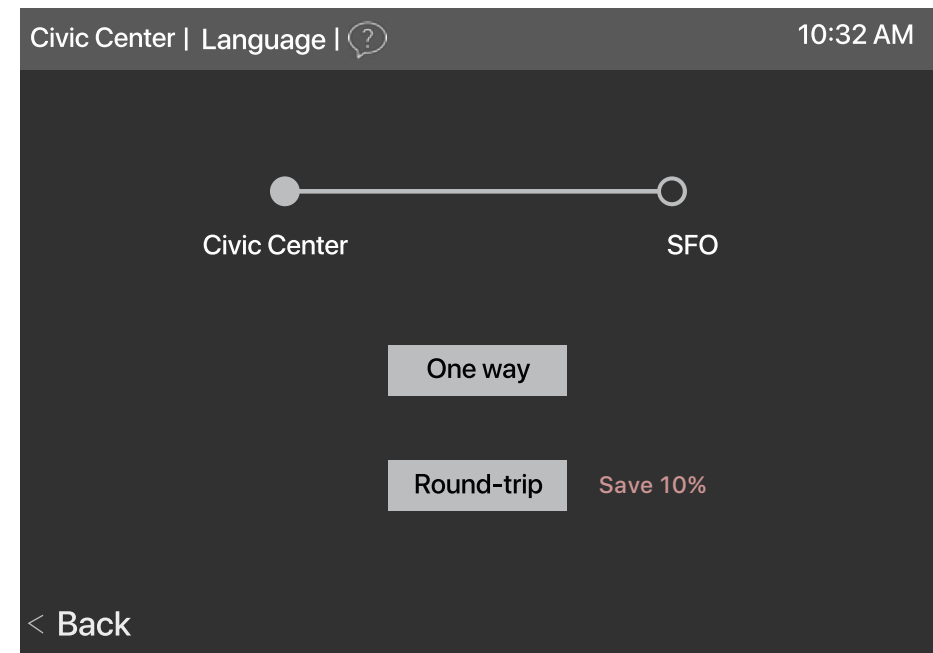 Civic Center | Language | ? 10:32 AM
Civic Center SFO
One way
Round-trip Save 10%
< Back